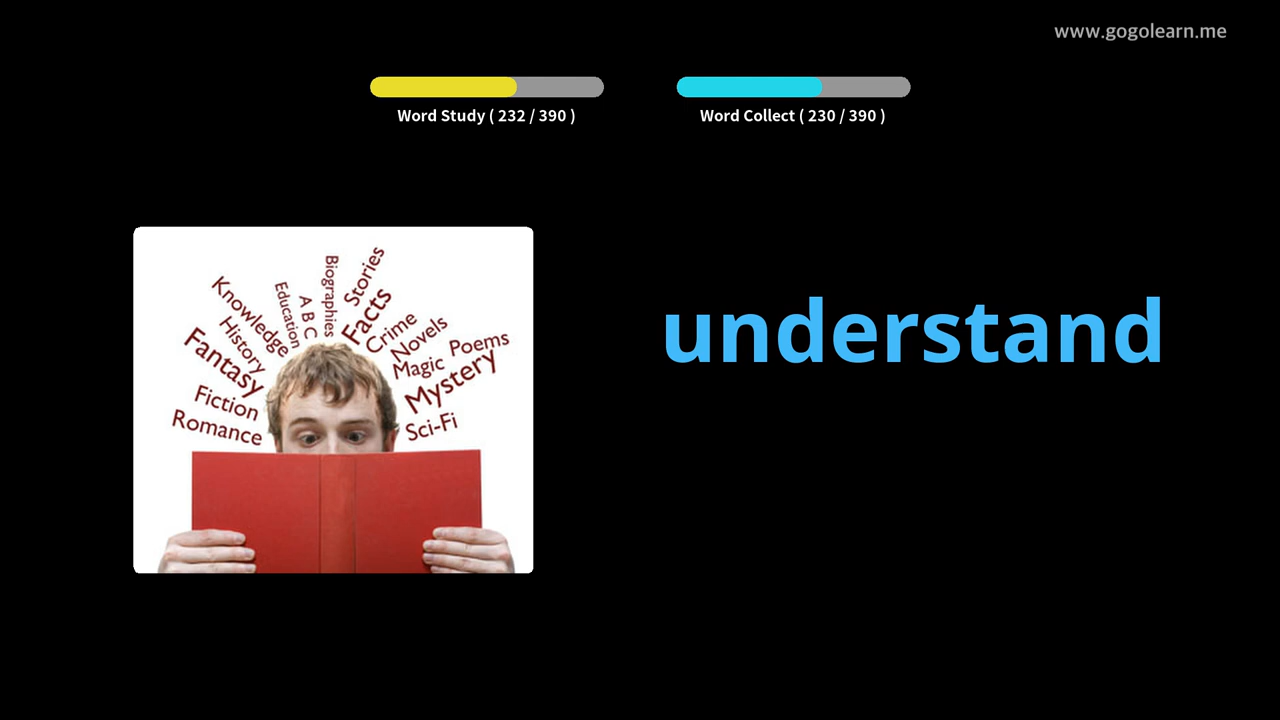 www.gogolearn.me
Word Study ( 232 / 390 )
Word Collect ( 230 / 390 )
understand
Romance
Fiction
Fantasy
History
Knowledge
Education
A B C
Biographies
Stories
Facts
Crime
Novels
Magic
Poems
Mystery
Sci-Fi